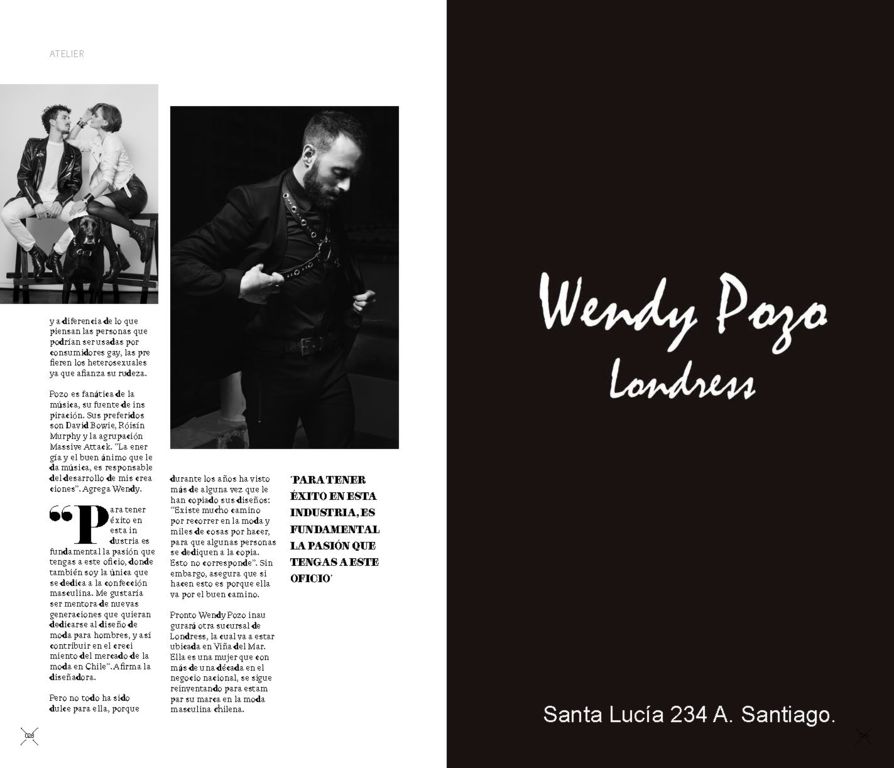 ATELIER
y a diferencia de lo que
piensan las personas que
podrían ser usadas por
consumidores gay, las pre
fieren los heterosexuales
ya que afianza su rudeza.
Pozo es fanática de la
música, su fuente de ins
piración. Sus preferidos
son David Bowie, Róisín
Murphy y la agrupación
Massive Attack. “La ener
gía y el buen ánimo que le
da música, es responsable
del desarrollo de mis crea
ciones”. Agrega Wendy.
“Para tener
éxito en
esta in
dustria es
fundamental la pasión que
tengas a este oficio, donde
también soy la única que
se dedica a la confección
masculina. Me gustaría
ser mentora de nuevas
generaciones que quieran
dedicarse al diseño de
moda para hombres, y así
contribuir en el creci
miento del mercado de la
moda en Chile”. Afirma la
diseñadora.
Pero no todo ha sido
dulce para ella, porque
durante los años ha visto
más de alguna vez que le
han copiado sus diseños:
“Existe mucho camino
por recorrer en la moda y
miles de cosas por hacer,
para que algunas personas
se dediquen a la copia.
Esto no corresponde”. Sin
embargo, asegura que si
hacen esto es porque ella
va por el buen camino.
Pronto Wendy Pozo inau
gurará otra sucursal de
Londress, la cual va a estar
ubicada en Viña del Mar.
Ella es una mujer que con
más de una década en el
negocio nacional, se sigue
reinventando para estam
par su marca en la moda
masculina chilena.
"PARA TENER
ÉXITO EN ESTA
INDUSTRIA, ES
FUNDAMENTAL
LA PASIÓN QUE
TENGAS A ESTE
OFICIO"
Wendy Pozo
Londress
Santa Lucía 234 A. Santiago.